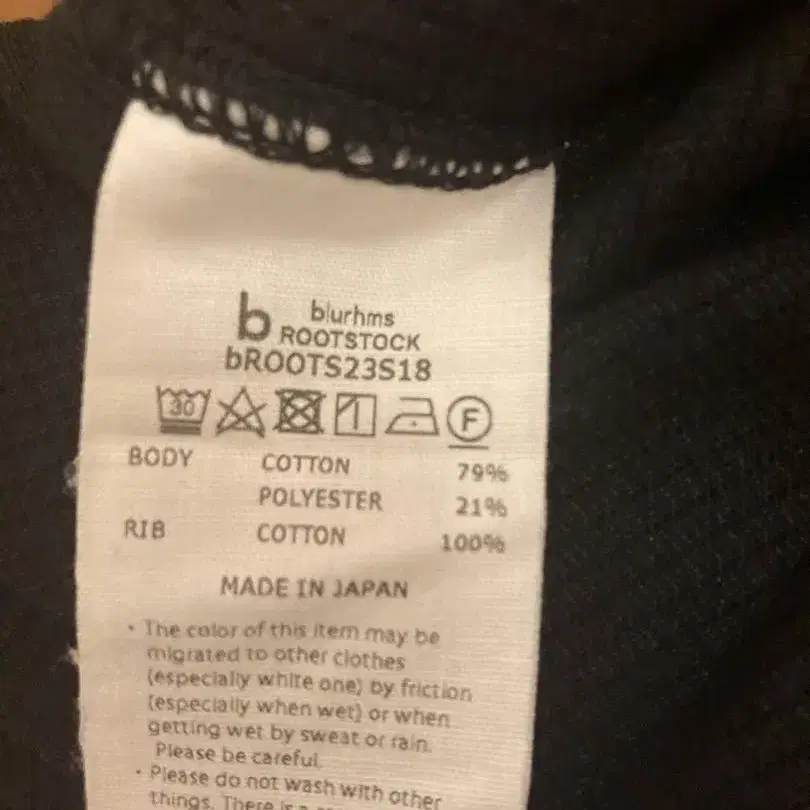 b blurhms
ROOTSTOCK
bROOTS23S18
30 F
BODY COTTON 79%
POLYESTER 21%
RIB COTTON 100%
MADE IN JAPAN
• The color of this item may be
migrated to other clothes
(especially white one) by friction
(especially when wet) or when
getting wet by sweat or rain.
Please be careful.
• Please do not wash with other
things. There is a